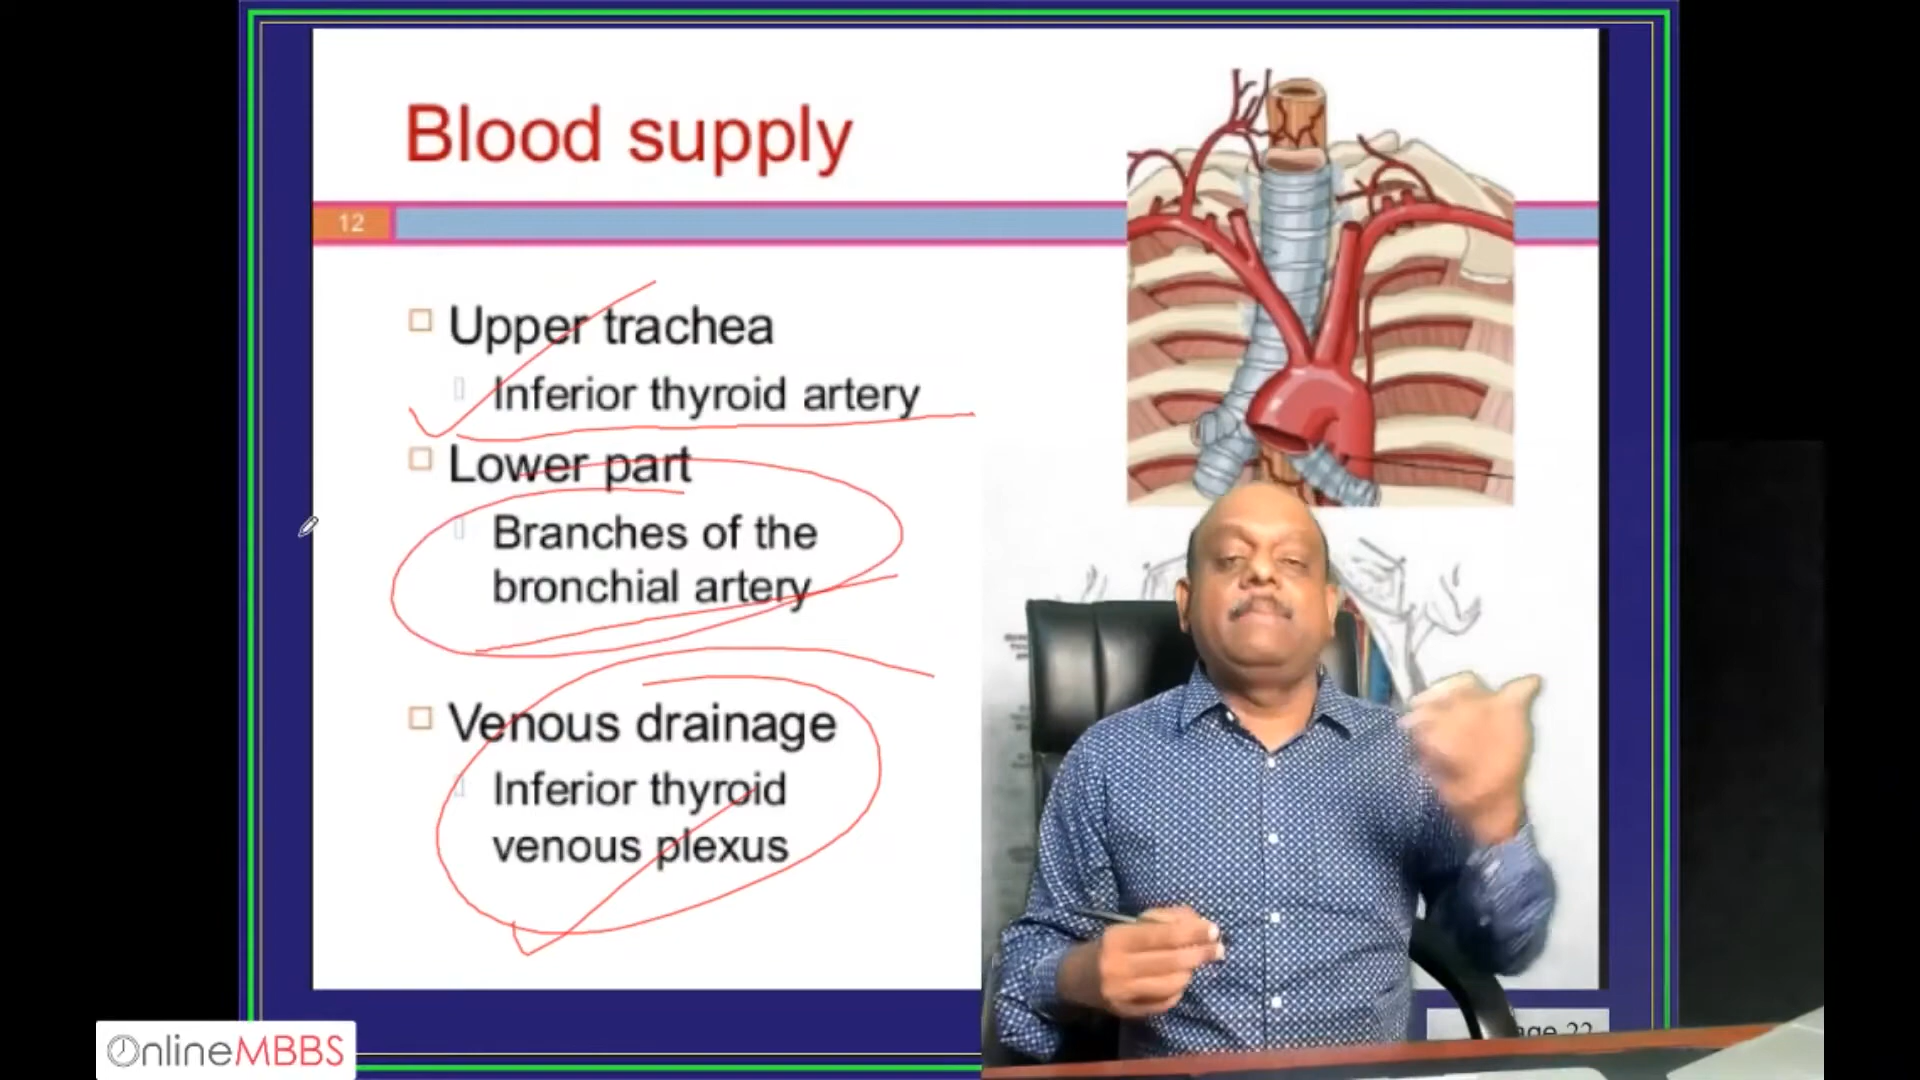 Blood supply
12
Upper trachea
Inferior thyroid artery
Lower part
Branches of the
bronchial artery
Venous drainage
Inferior thyroid
venous plexus
OnlineMBBS
22